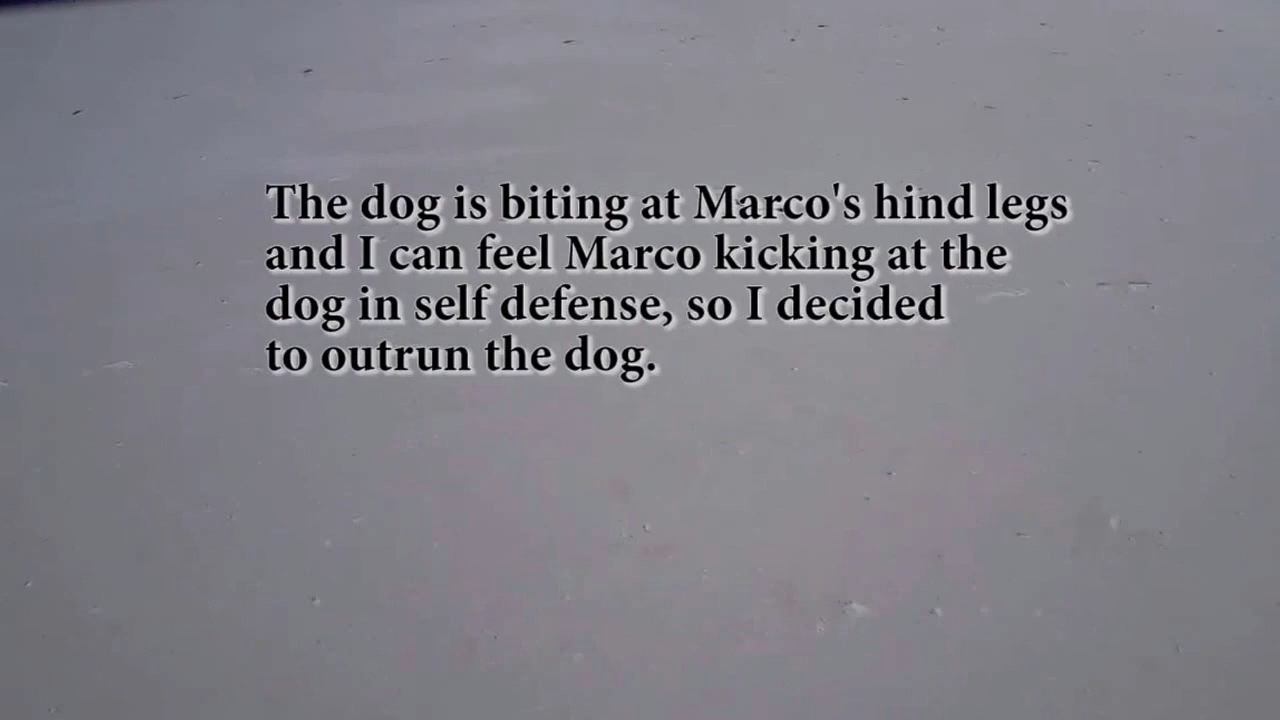 The dog is biting at Marco's hind legs
and I can feel Marco kicking at the
dog in self defense, so I decided
to outrun the dog.